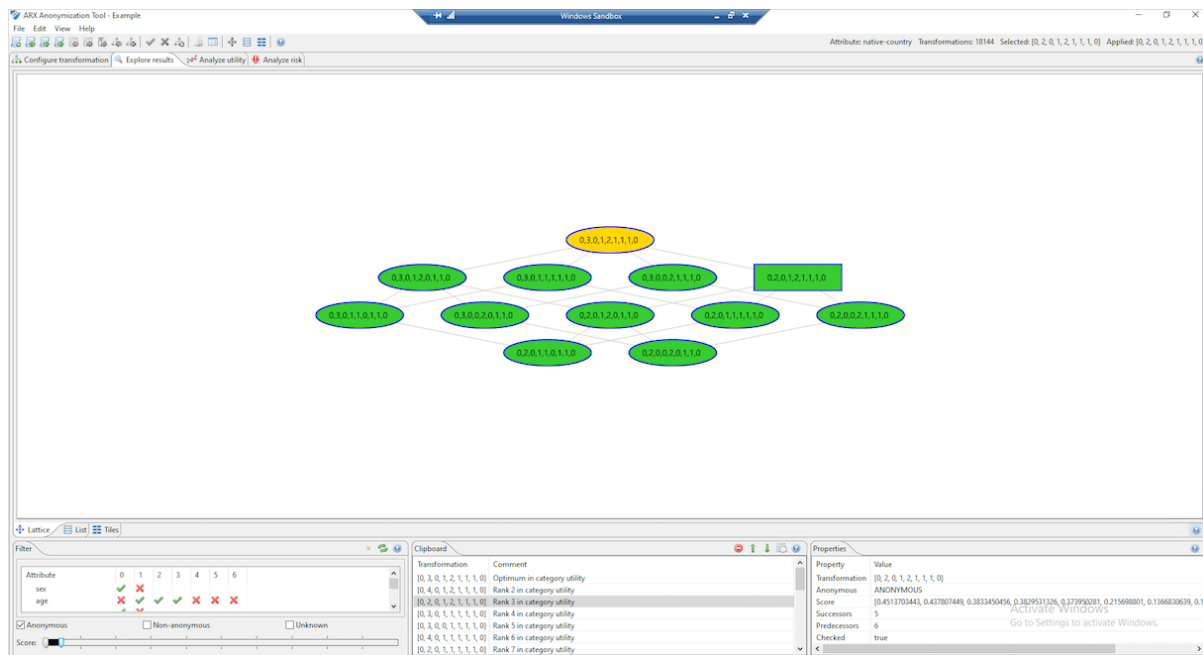 ARX Anonymization Tool - Example
Windows Sandbox
File Edit View Help
Attribute: native-country Transformations: 18144 Selected: [0, 2, 0, 1, 2, 1, 1, 1, 0] Applied: [0, 2, 0, 1, 2, 1, 1, 1, 0
Configure transformation Explore results Analyze utility Analyze risk
0,3,0,1,2,1,1,1,0
0,3,0,1,2,0,1,1,0 0,3,0,1,1,1,1,1,0 0,3,0,0,2,1,1,1,0 0,2,0,1,2,1,1,1,0
0,3,0,1,1,0,1,1,0 0,3,0,0,2,0,1,1,0 0,2,0,1,2,0,1,1,0 0,2,0,1,1,1,1,1,0 0,2,0,0,2,1,1,1,0
0,2,0,1,1,0,1,1,0 0,2,0,0,2,0,1,1,0
Lattice List Tiles
Filter
Attribute 0 1 2 3 4 5 6
sex
age
Anonymous Non-anonymous Unknown
Score:
Clipboard
Transformation Comment
[0, 3, 0, 1, 2, 1, 1, 1, 0] Optimum in category utility
[0, 4, 0, 1, 2, 1, 1, 1, 0] Rank 2 in category utility
[0, 2, 0, 1, 2, 1, 1, 1, 0] Rank 3 in category utility
[0, 3, 0, 1, 1, 1, 1, 1, 0] Rank 4 in category utility
[0, 3, 0, 0, 1, 1, 1, 1, 0] Rank 5 in category utility
[0, 4, 0, 1, 1, 1, 1, 1, 0] Rank 6 in category utility
[0, 2, 0, 1, 1, 1, 1, 1, 0] Rank 7 in category utility
Properties
Property Value
Transformation [0, 2, 0, 1, 2, 1, 1, 1, 0]
Anonymous ANONYMOUS
Score [0.4513703443, 0.437807449, 0.3833450456, 0.3829531326, 0.373950281, 0.215698801, 0.1366830639, 0.1
Successors 5
Predecessors 6
Checked true
Activate Windows
Go to Settings to activate Windows.